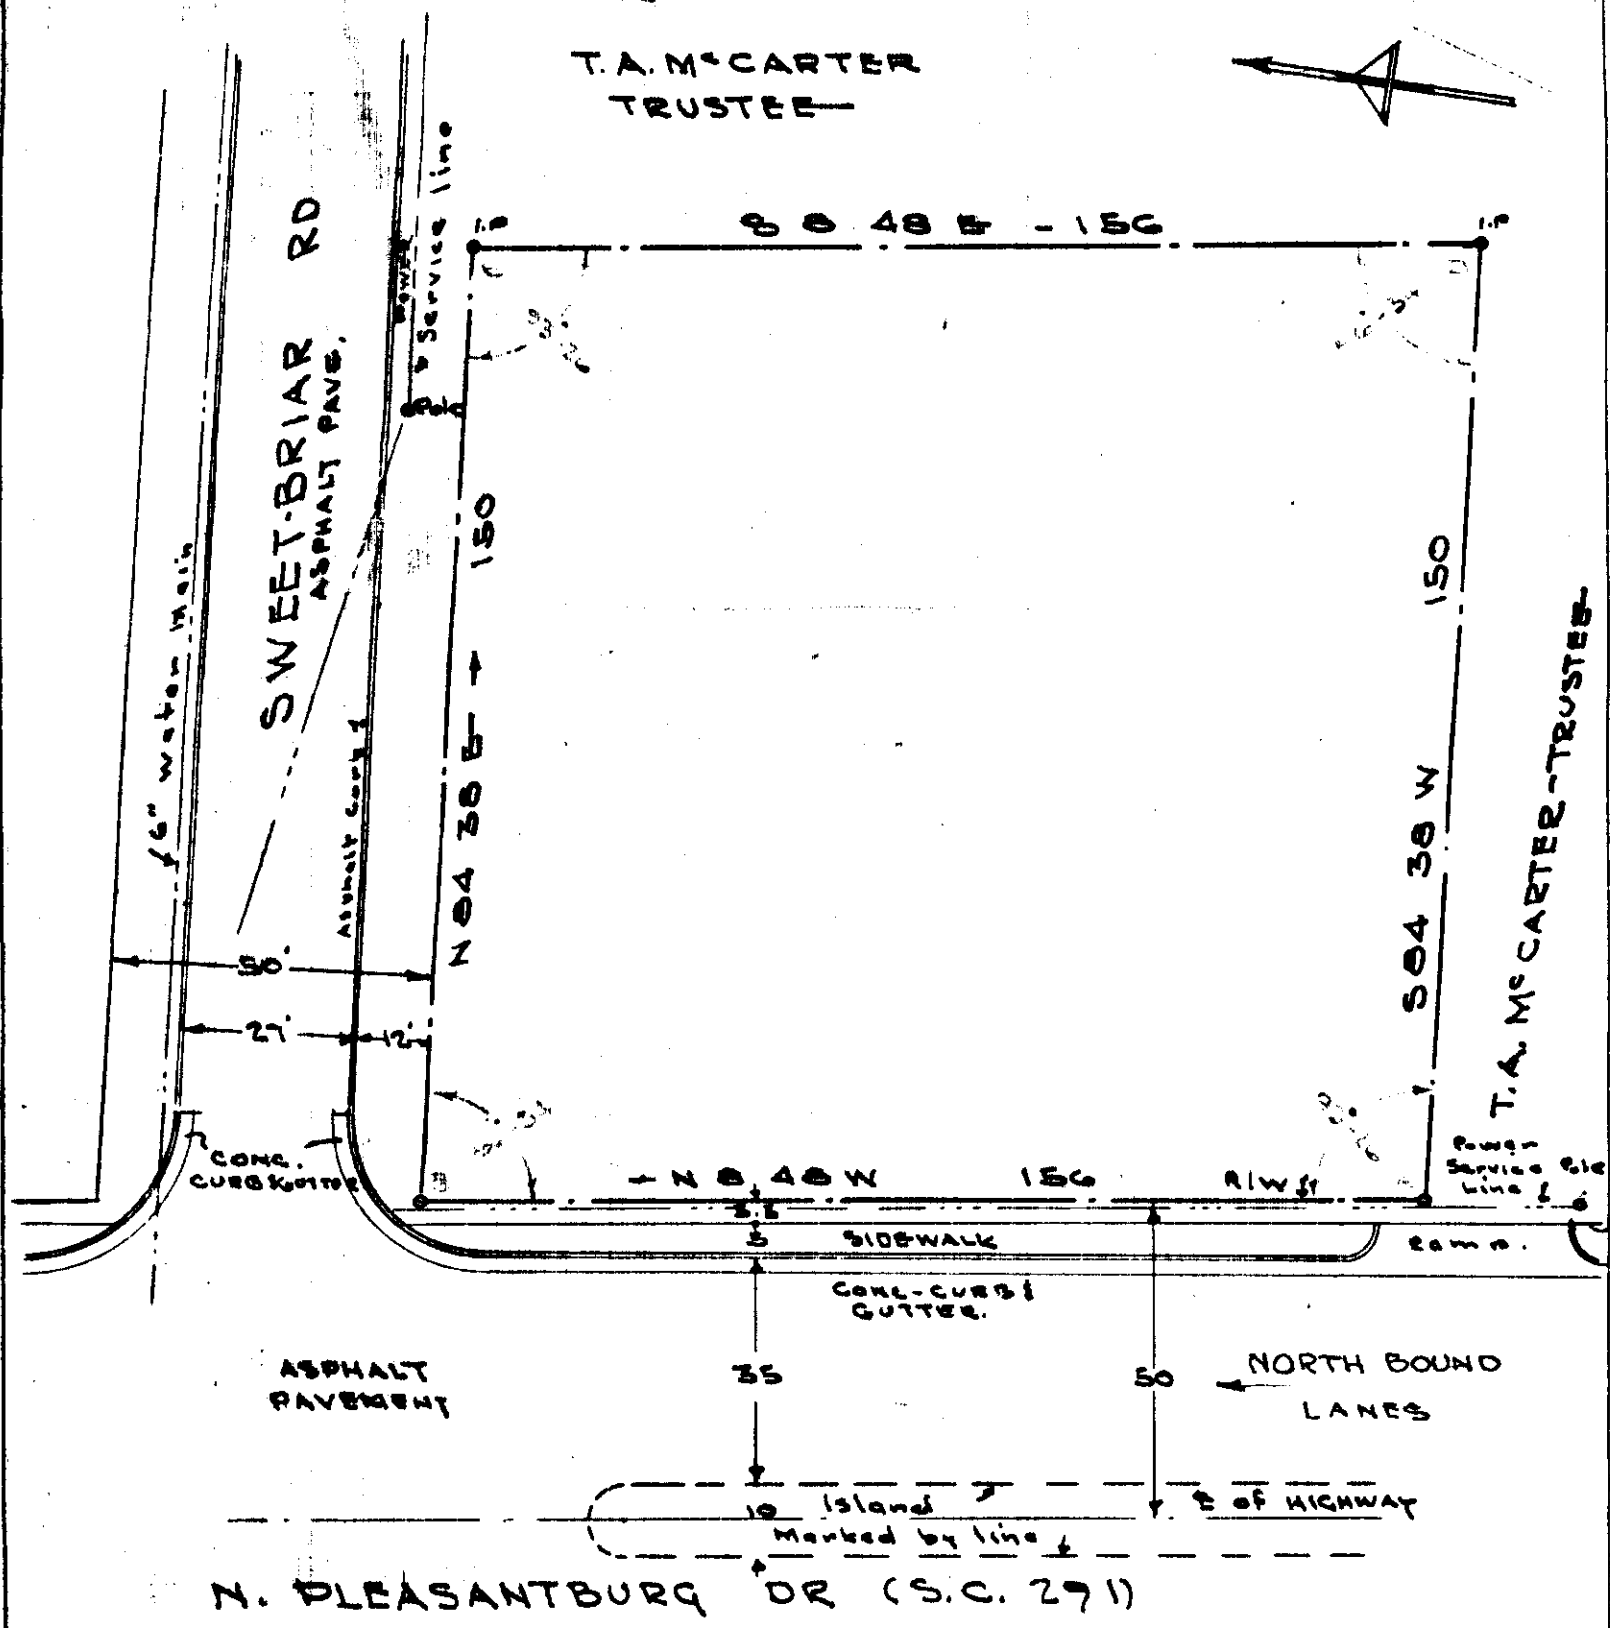 T. A. McCARTER
TRUSTEE
I.P
S 8 48 E - 156
I.P
Power
Service line
Pole
C
D
SWEET-BRIAR RD
ASPHALT PAVE.
6" water main
Asphalt Curb
N 84 38 E → 150
S 84 38 W 150
T. A. McCARTER-TRUSTEE
50'
27'
12'
CONC.
CURB & GUTTER
B
N 8 48 W 156
R/W
Power
Service Pole
Line
5.5
5
SIDEWALK
Ramp.
CONC-CURB &
GUTTER.
ASPHALT
PAVEMENT
35
50
NORTH BOUND
LANES
10 Island
Marked by line
℄ OF HIGHWAY
N. PLEASANTBURG DR (S.C. 291)